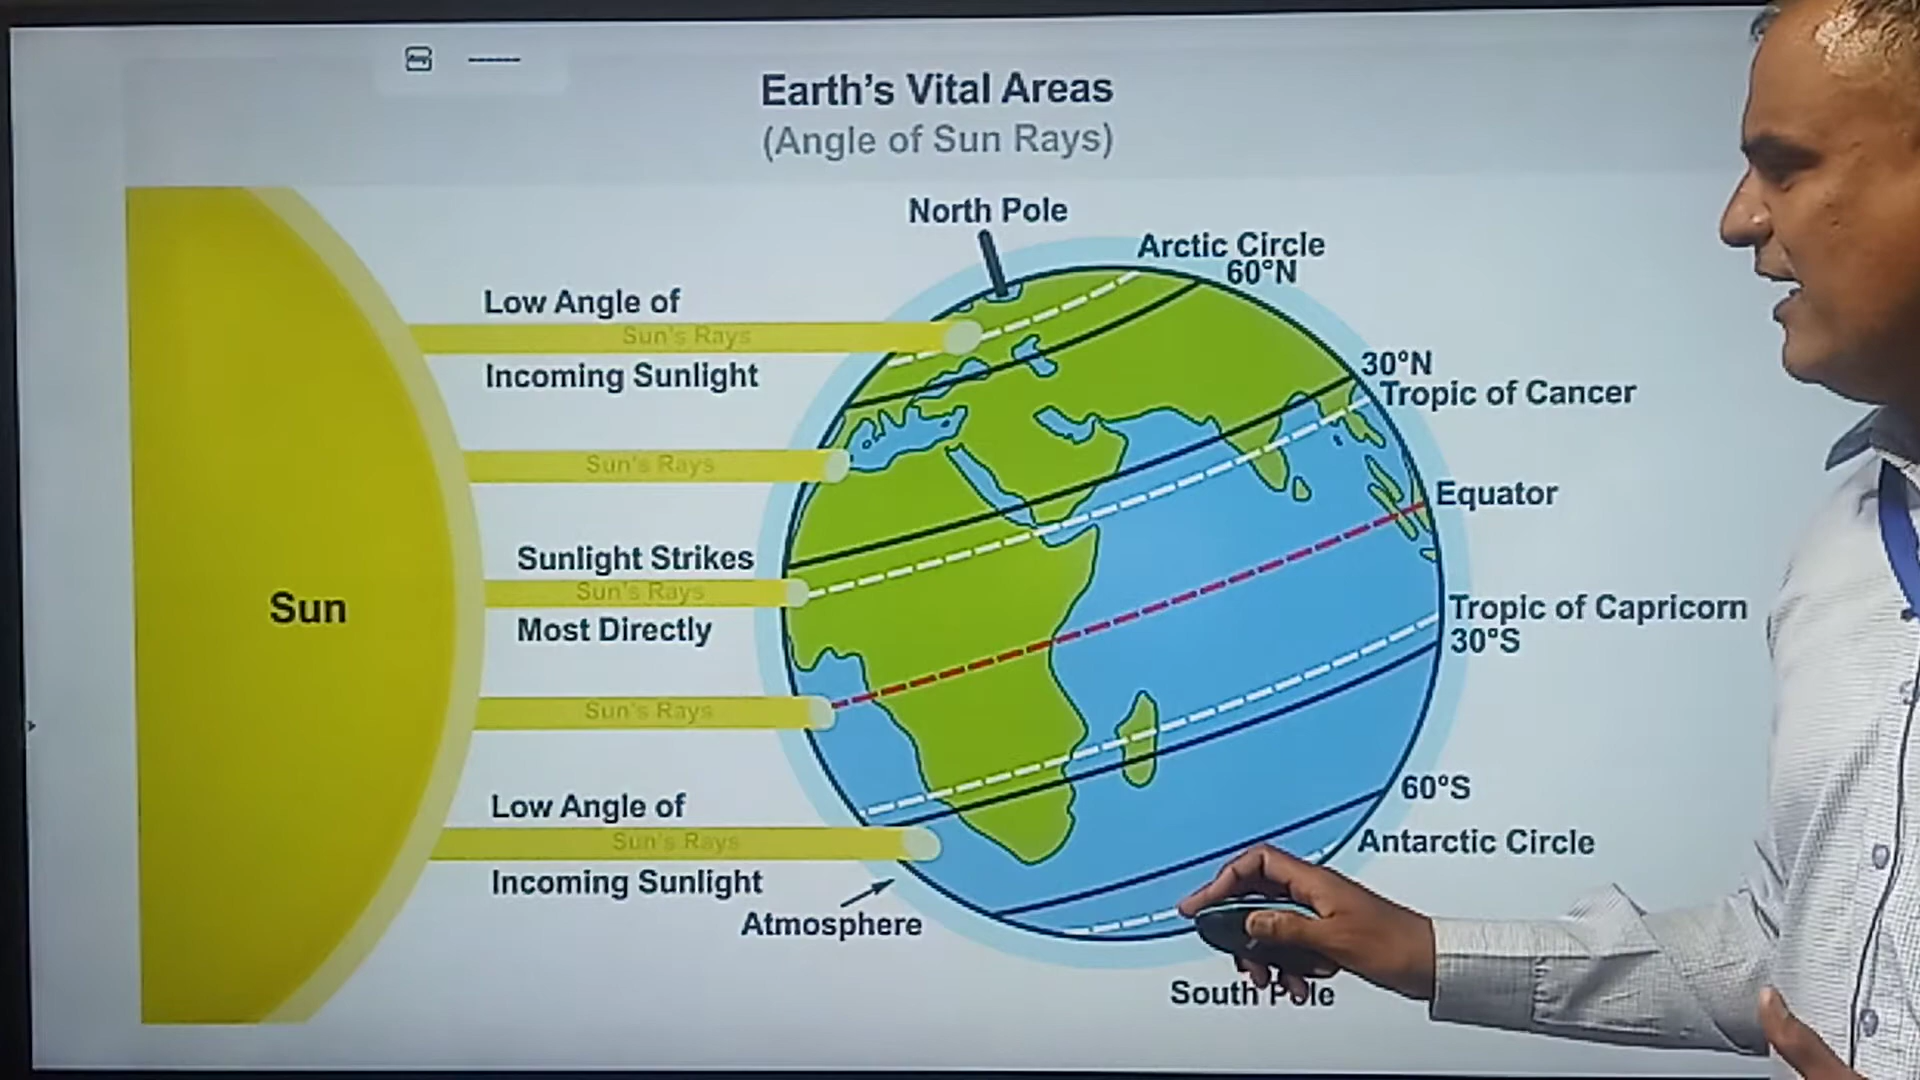 Earth's Vital Areas
(Angle of Sun Rays)
North Pole
Arctic Circle
60°N
Low Angle of
Sun's Rays
Incoming Sunlight
30°N
Tropic of Cancer
Sun's Rays
Equator
Sunlight Strikes
Sun's Rays
Most Directly
Sun
Tropic of Capricorn
30°S
Sun's Rays
60°S
Low Angle of
Sun's Rays
Antarctic Circle
Incoming Sunlight
Atmosphere
South Pole